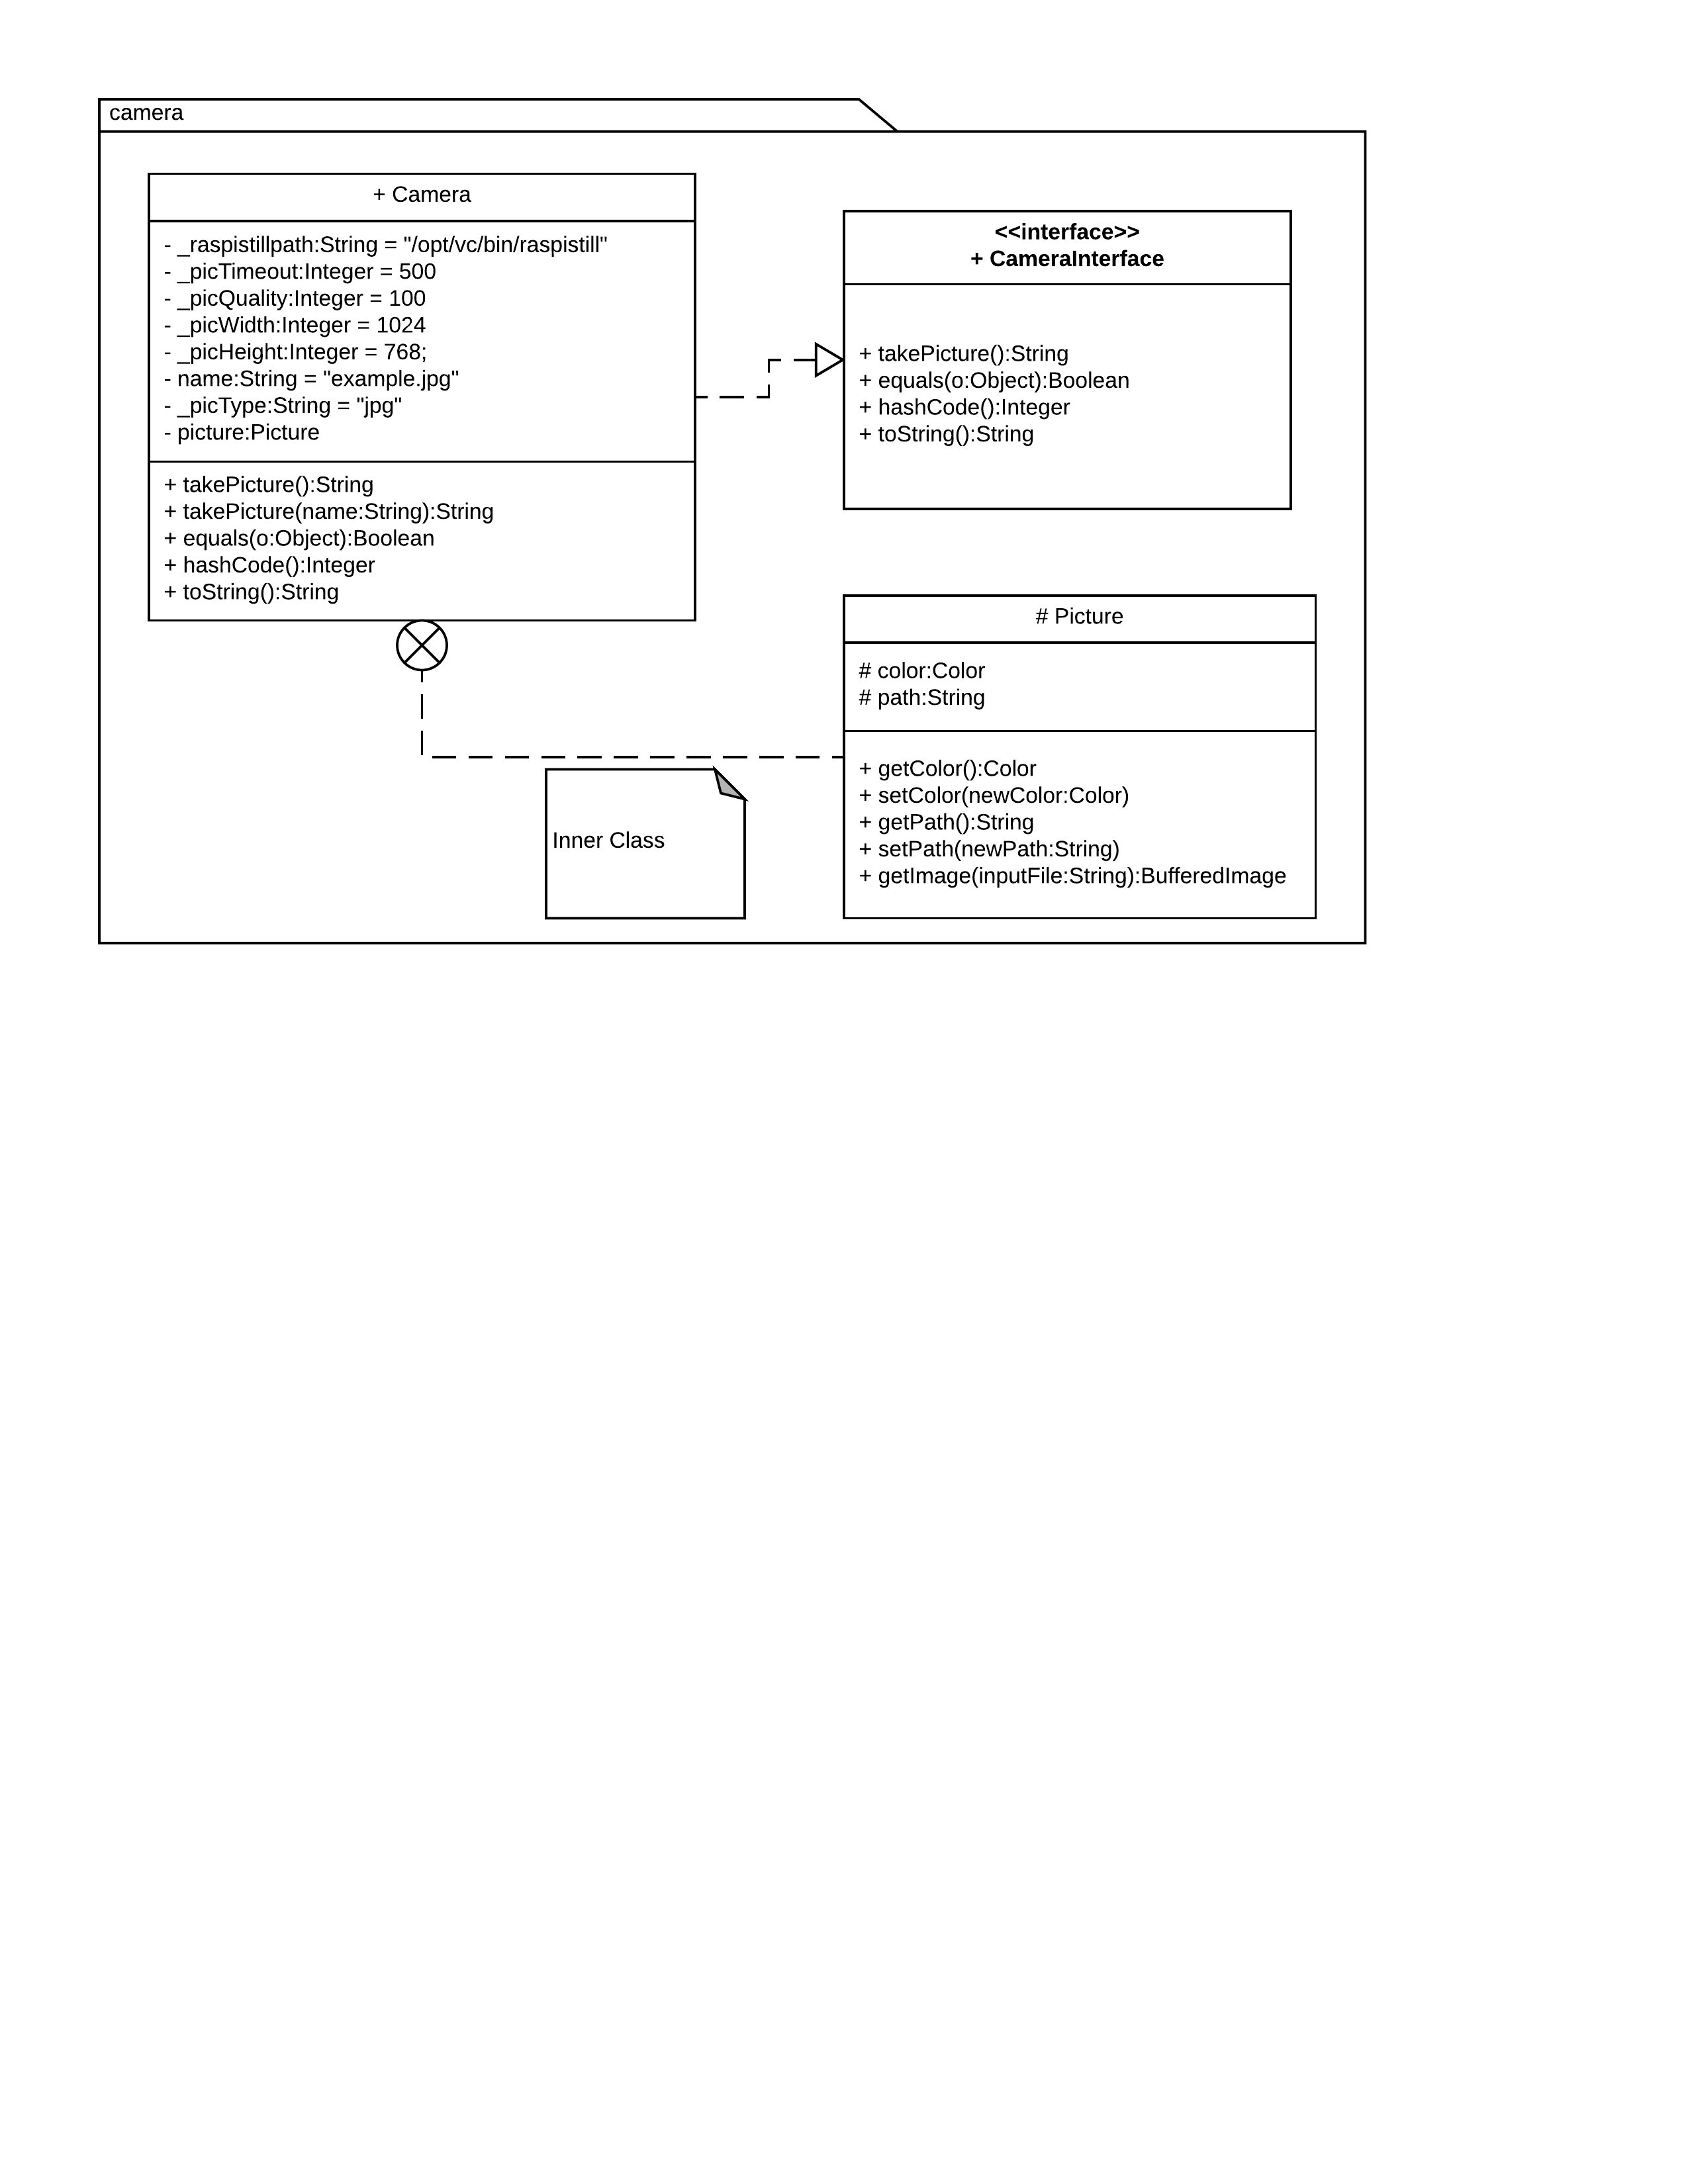 camera
+ Camera
- _raspistillpath:String = "/opt/vc/bin/raspistill"
- _picTimeout:Integer = 500
- _picQuality:Integer = 100
- _picWidth:Integer = 1024
- _picHeight:Integer = 768;
- name:String = "example.jpg"
- _picType:String = "jpg"
- picture:Picture
+ takePicture():String
+ takePicture(name:String):String
+ equals(o:Object):Boolean
+ hashCode():Integer
+ toString():String
<<interface>>
+ CameraInterface
+ takePicture():String
+ equals(o:Object):Boolean
+ hashCode():Integer
+ toString():String
# Picture
# color:Color
# path:String
+ getColor():Color
+ setColor(newColor:Color)
+ getPath():String
+ setPath(newPath:String)
+ getImage(inputFile:String):BufferedImage
Inner Class